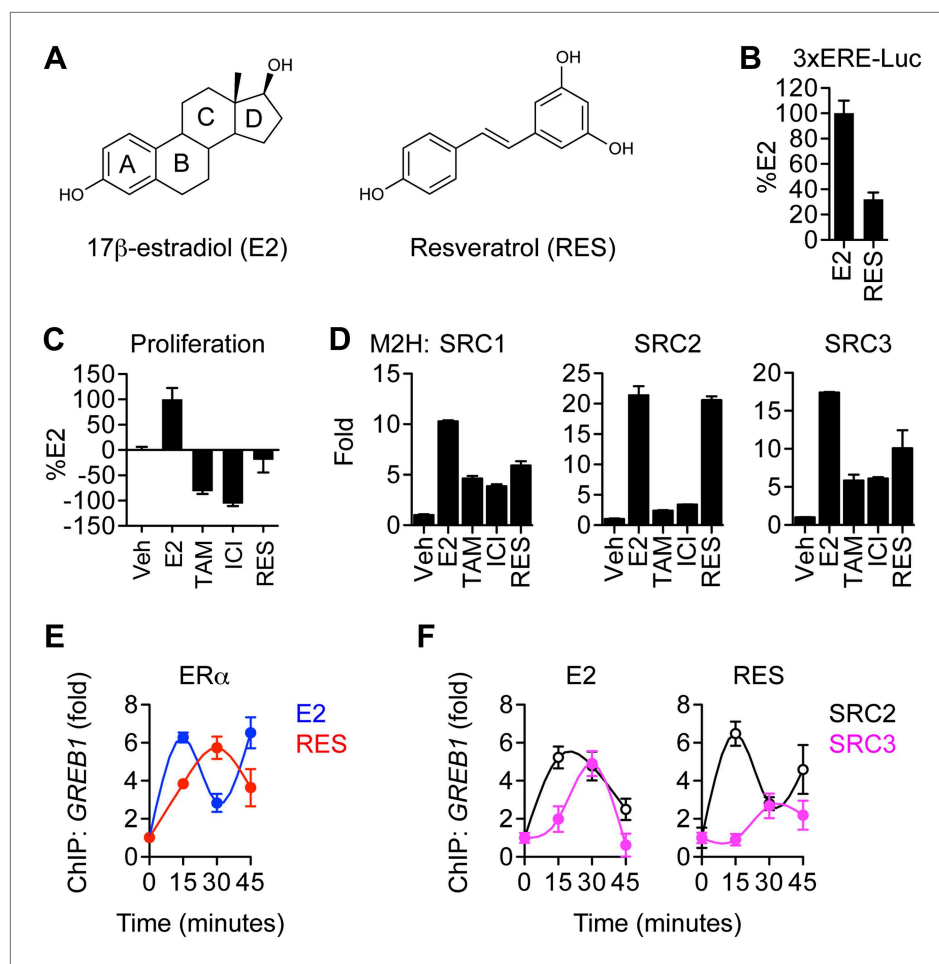 A
OH
C
D
A
B
HO
17β-estradiol (E2)
OH
OH
HO
Resveratrol (RES)
B
3xERE-Luc
%E2
120
100
80
60
40
20
0
E2
RES
C
Proliferation
%E2
150
100
50
0
-50
-100
-150
Veh
E2
TAM
ICI
RES
D
M2H: SRC1
Fold
15
10
5
0
Veh
E2
TAM
ICI
RES
SRC2
25
20
15
10
5
0
Veh
E2
TAM
ICI
RES
SRC3
20
15
10
5
0
Veh
E2
TAM
ICI
RES
E
ERα
ChIP: GREB1 (fold)
8
6
4
2
0
0 15 30 45
Time (minutes)
E2
RES
F
E2
ChIP: GREB1 (fold)
8
6
4
2
0
0 15 30 45
RES
8
6
4
2
0
0 15 30 45
Time (minutes)
SRC2
SRC3